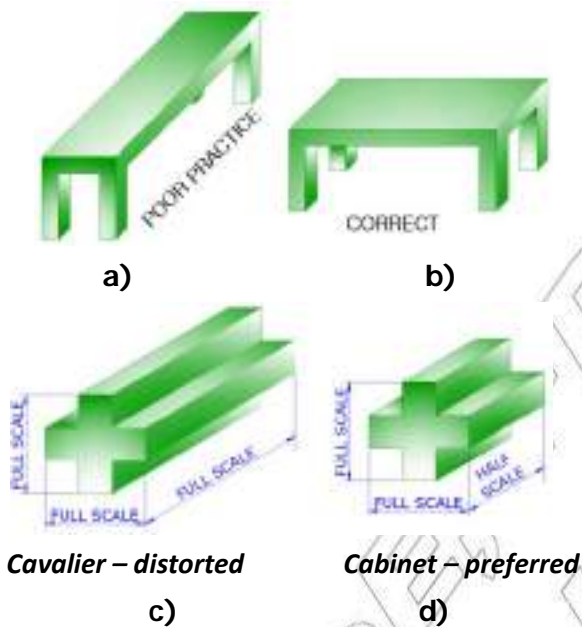 POOR PRACTICE
CORRECT
a)
b)
FULL SCALE
FULL SCALE
FULL SCALE
FULL SCALE
FULL SCALE
HALF
SCALE
Cavalier – distorted
Cabinet – preferred
c)
d)